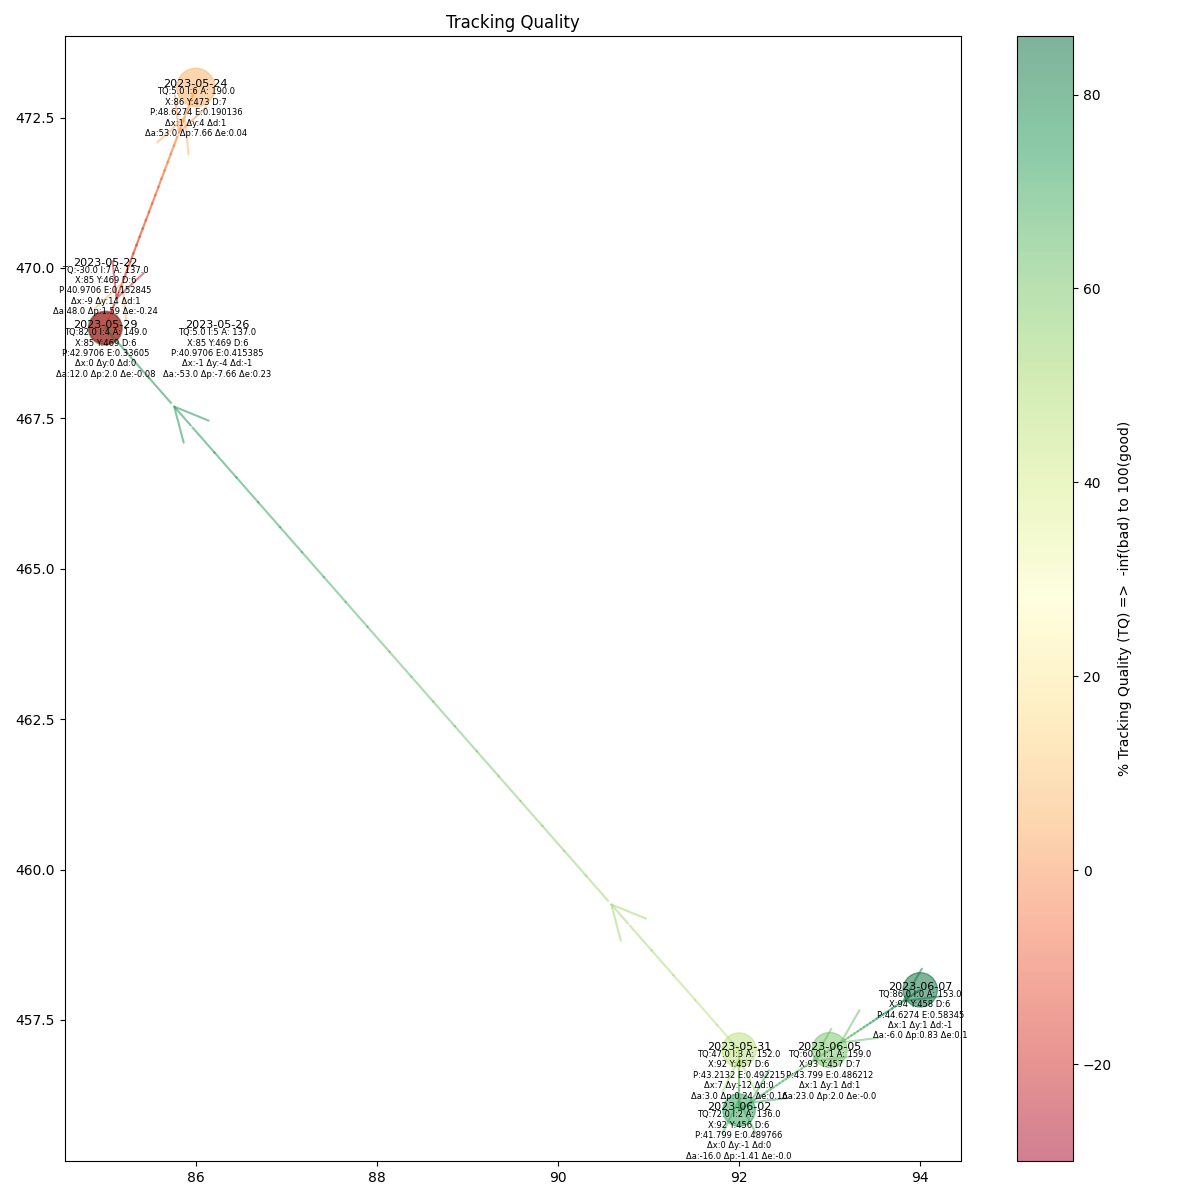 Tracking Quality
472.5
470.0
467.5
465.0
462.5
460.0
457.5
2023-05-24
TQ:5.0 I:6 A: 190.0
X:86 Y:473 D:7
P:48.6274 E:0.190136
Δx:1 Δy:4 Δd:1
Δa:53.0 Δp:7.66 Δe:0.04
2023-05-22
TQ:-30.0 I:7 A: 137.0
X:85 Y:469 D:6
P:40.9706 E:0.152845
Δx:-9 Δy:14 Δd:1
Δa:48.0 Δp:1.59 Δe:-0.24
2023-05-29
TQ:82.0 I:4 A: 149.0
X:85 Y:469 D:6
P:42.9706 E:0.33605
Δx:0 Δy:0 Δd:0
Δa:12.0 Δp:2.0 Δe:-0.08
2023-05-26
TQ:5.0 I:5 A: 137.0
X:85 Y:469 D:6
P:40.9706 E:0.415385
Δx:-1 Δy:-4 Δd:-1
Δa:-53.0 Δp:-7.66 Δe:0.23
2023-06-07
TQ:86.0 I:0 A: 153.0
X:94 Y:458 D:6
P:44.6274 E:0.58345
Δx:1 Δy:1 Δd:-1
Δa:-6.0 Δp:0.83 Δe:0.1
2023-05-31
TQ:47.0 I:3 A: 152.0
X:92 Y:457 D:6
P:43.2132 E:0.492215
Δx:7 Δy:-12 Δd:0
Δa:3.0 Δp:0.24 Δe:0.16
2023-06-05
TQ:60.0 I:1 A: 159.0
X:93 Y:457 D:7
P:43.799 E:0.486212
Δx:1 Δy:1 Δd:1
Δa:23.0 Δp:2.0 Δe:-0.0
2023-06-02
TQ:72.0 I:2 A: 136.0
X:92 Y:456 D:6
P:41.799 E:0.489766
Δx:0 Δy:-1 Δd:0
Δa:-16.0 Δp:-1.41 Δe:-0.0
86
88
90
92
94
80
60
40
20
0
−20
% Tracking Quality (TQ) => -inf(bad) to 100(good)